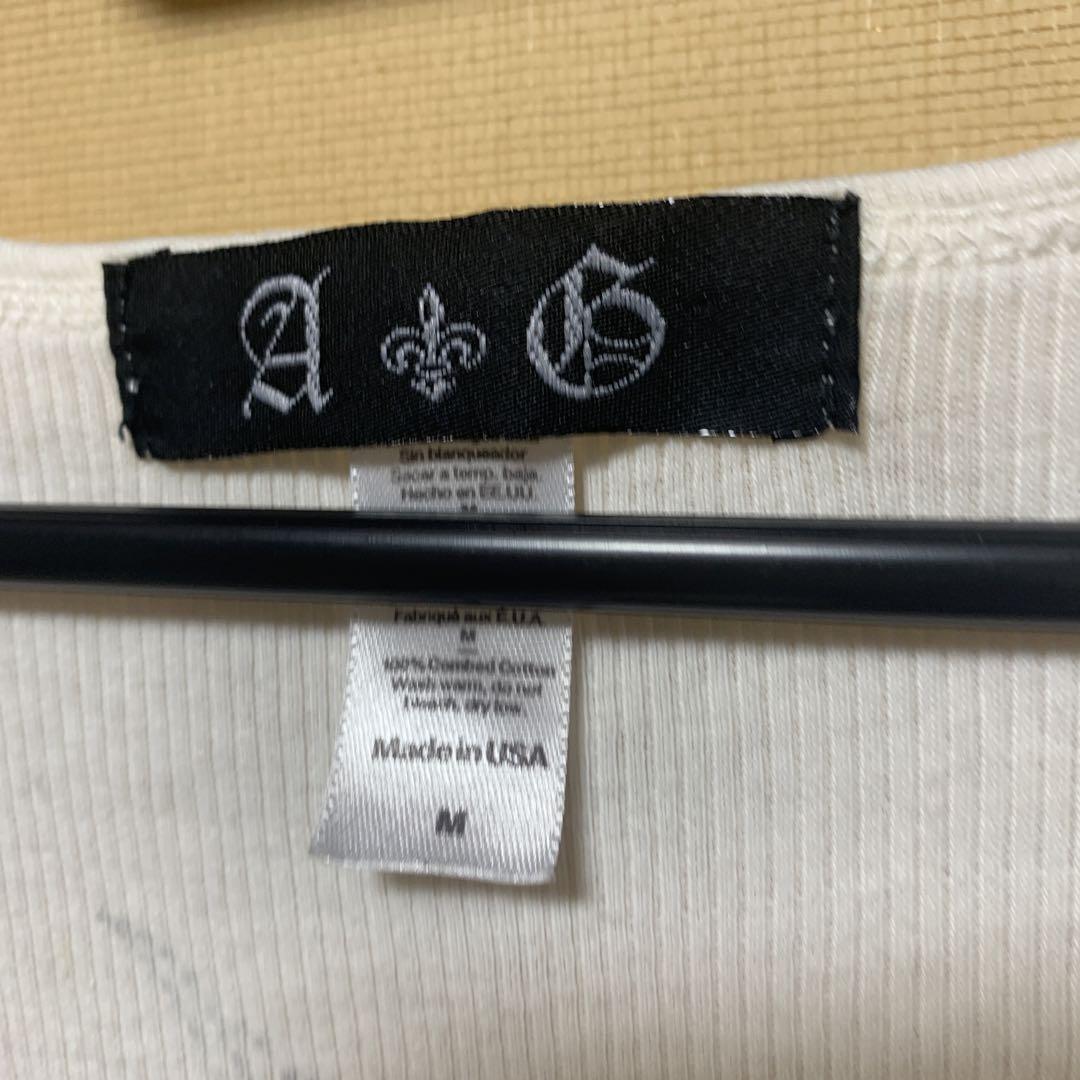 A G
Sin blanqueador
Secar a temp. baja.
Hecho en EE.UU.
Fabriqué aux É.U.A.
M
100% Combed Cotton
Wash warm, do not
bleach, dry low.
Made in USA
M